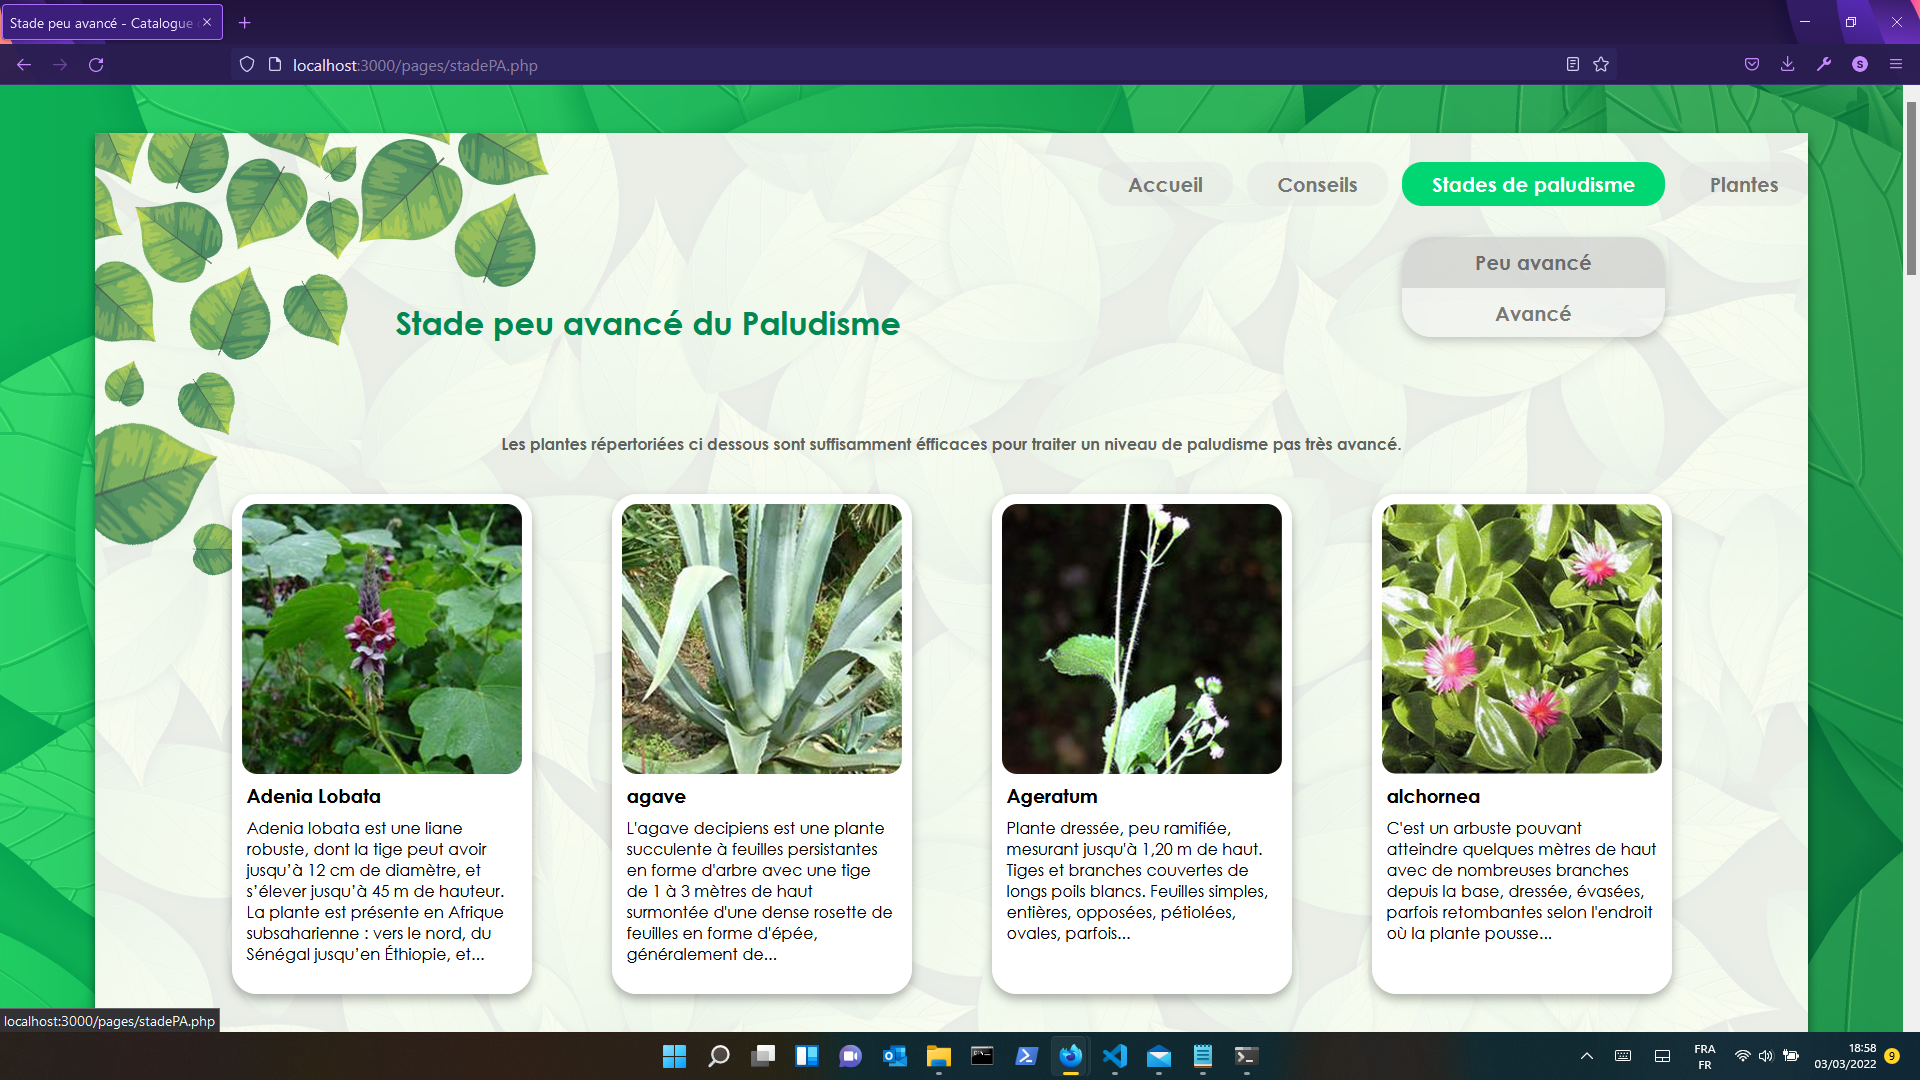 Stade peu avancé - Catalogue
localhost:3000/pages/stadePA.php
S
Accueil
Conseils
Stades de paludisme
Plantes
Peu avancé
Avancé
Stade peu avancé du Paludisme
Les plantes répertoriées ci dessous sont suffisamment éfficaces pour traiter un niveau de paludisme pas très avancé.
Adenia Lobata
Adenia lobata est une liane
robuste, dont la tige peut avoir
jusqu’à 12 cm de diamètre, et
s’élever jusqu’à 45 m de hauteur.
La plante est présente en Afrique
subsaharienne : vers le nord, du
Sénégal jusqu’en Éthiopie, et...
agave
L'agave decipiens est une plante
succulente à feuilles persistantes
en forme d'arbre avec une tige
de 1 à 3 mètres de haut
surmontée d'une dense rosette de
feuilles en forme d'épée,
généralement de...
Ageratum
Plante dressée, peu ramifiée,
mesurant jusqu'à 1,20 m de haut.
Tiges et branches couvertes de
longs poils blancs. Feuilles simples,
entières, opposées, pétiolées,
ovales, parfois...
alchornea
C'est un arbuste pouvant
atteindre quelques mètres de haut
avec de nombreuses branches
depuis la base, dressée, évasées,
parfois retombantes selon l'endroit
où la plante pousse...
localhost:3000/pages/stadePA.php
FRA
FR
18:58
03/03/2022
9